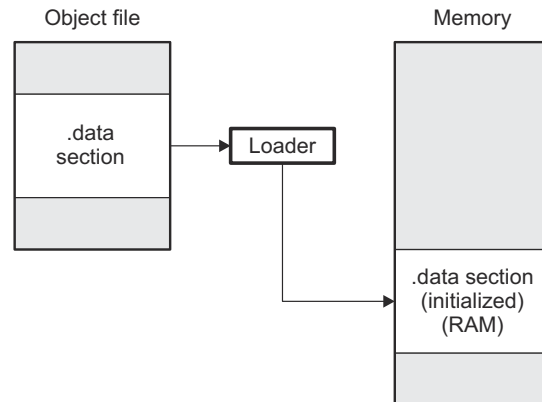 Object file
Memory
.data
section
Loader
.data section
(initialized)
(RAM)